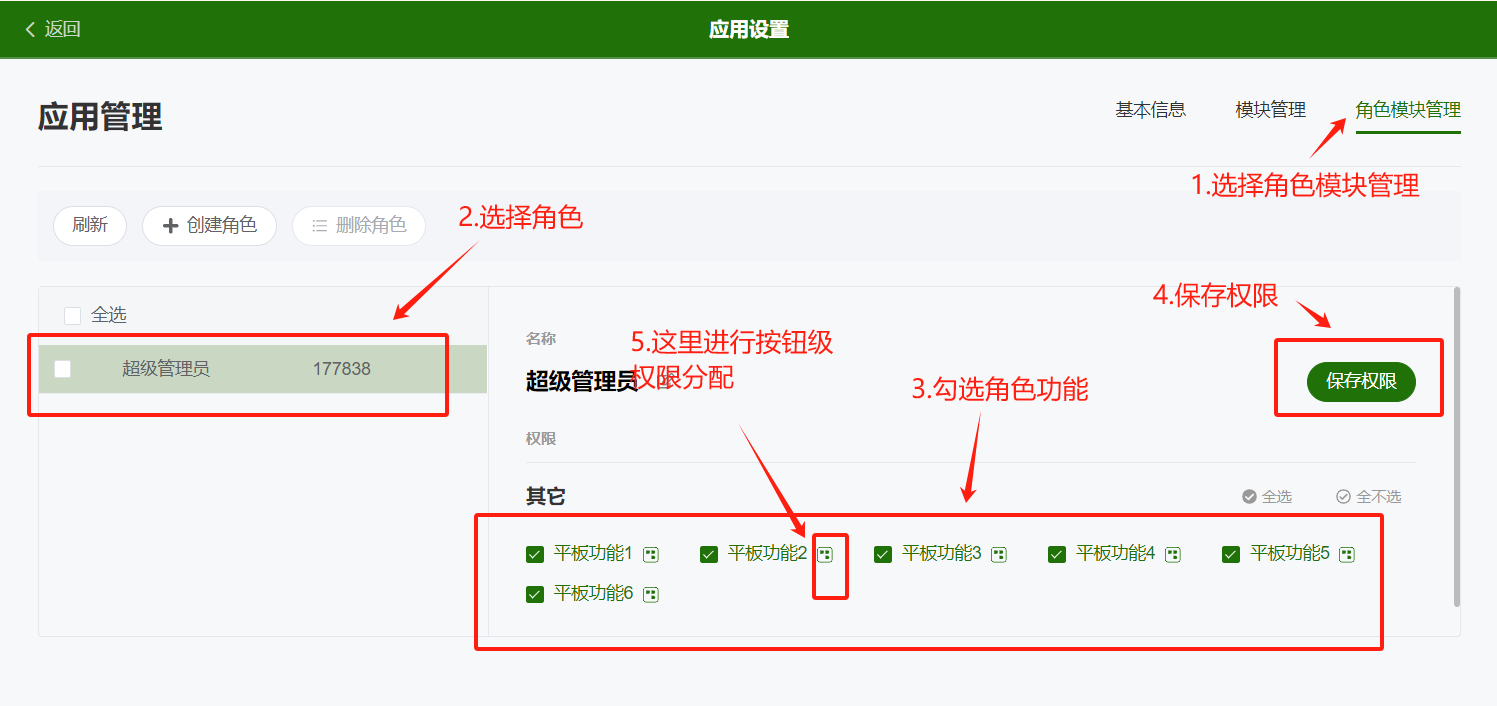 返回
应用设置
应用管理
基本信息 模块管理 角色模块管理
1.选择角色模块管理
刷新 创建角色 删除角色
2.选择角色
全选
超级管理员 177838
4.保存权限
名称
5.这里进行按钮级
权限分配
超级管理员
保存权限
3.勾选角色功能
权限
其它 全选 全不选
平板功能1 平板功能2 平板功能3 平板功能4 平板功能5
平板功能6